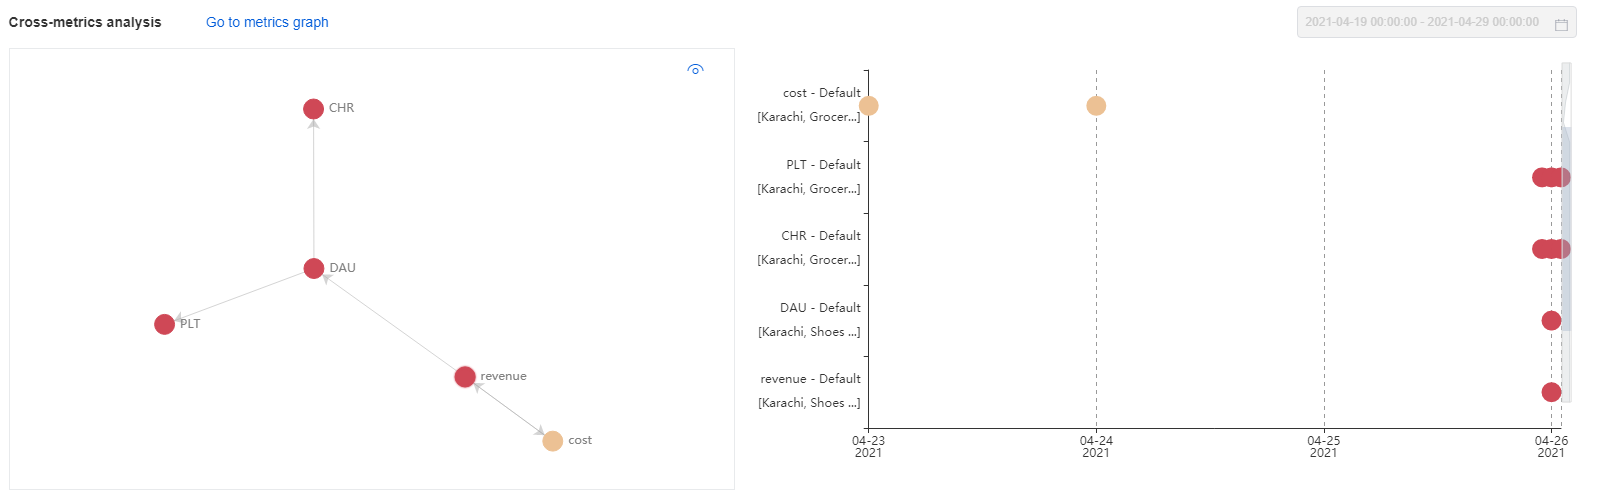 Cross-metrics analysis
Go to metrics graph
2021-04-19 00:00:00 - 2021-04-29 00:00:00
CHR
DAU
PLT
revenue
cost
cost - Default
[Karachi, Grocer...]
PLT - Default
[Karachi, Grocer...]
CHR - Default
[Karachi, Grocer...]
DAU - Default
[Karachi, Shoes ...]
revenue - Default
[Karachi, Shoes ...]
04-23
2021
04-24
2021
04-25
2021
04-26
2021